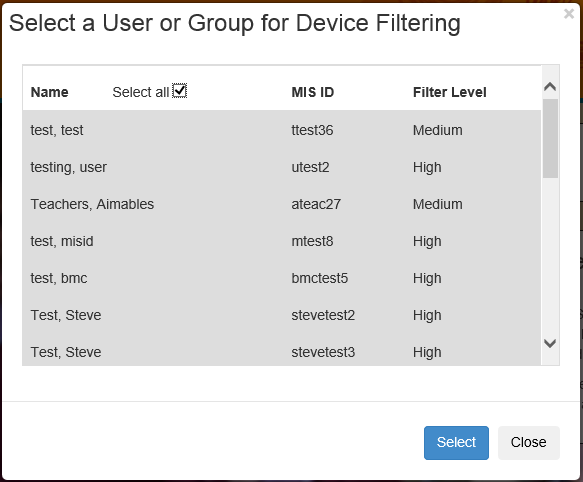 Select a User or Group for Device Filtering
Name Select all MIS ID Filter Level
test, test ttest36 Medium
testing, user utest2 High
Teachers, Aimables ateac27 Medium
test, misid mtest8 High
test, bmc bmctest5 High
Test, Steve stevetest2 High
Test, Steve stevetest3 High
Select Close